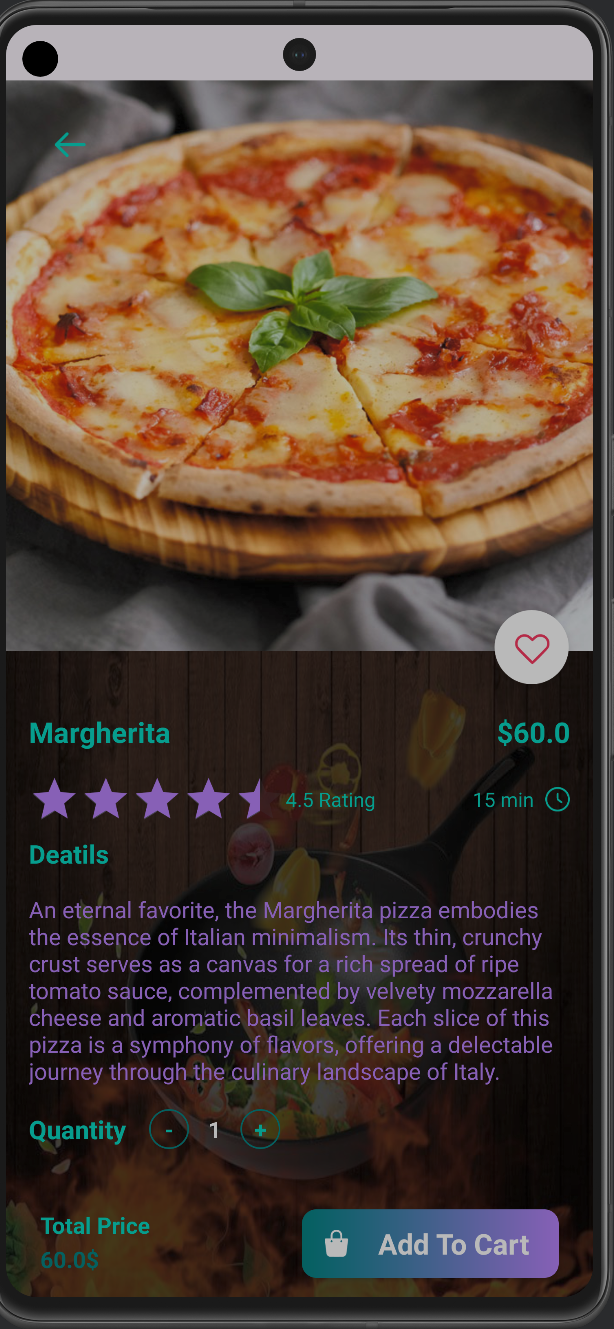 Margherita
$60.0
4.5 Rating
15 min
Deatils
An eternal favorite, the Margherita pizza embodies
the essence of Italian minimalism. Its thin, crunchy
crust serves as a canvas for a rich spread of ripe
tomato sauce, complemented by velvety mozzarella
cheese and aromatic basil leaves. Each slice of this
pizza is a symphony of flavors, offering a delectable
journey through the culinary landscape of Italy.
Quantity - 1 +
Total Price
60.0$
Add To Cart